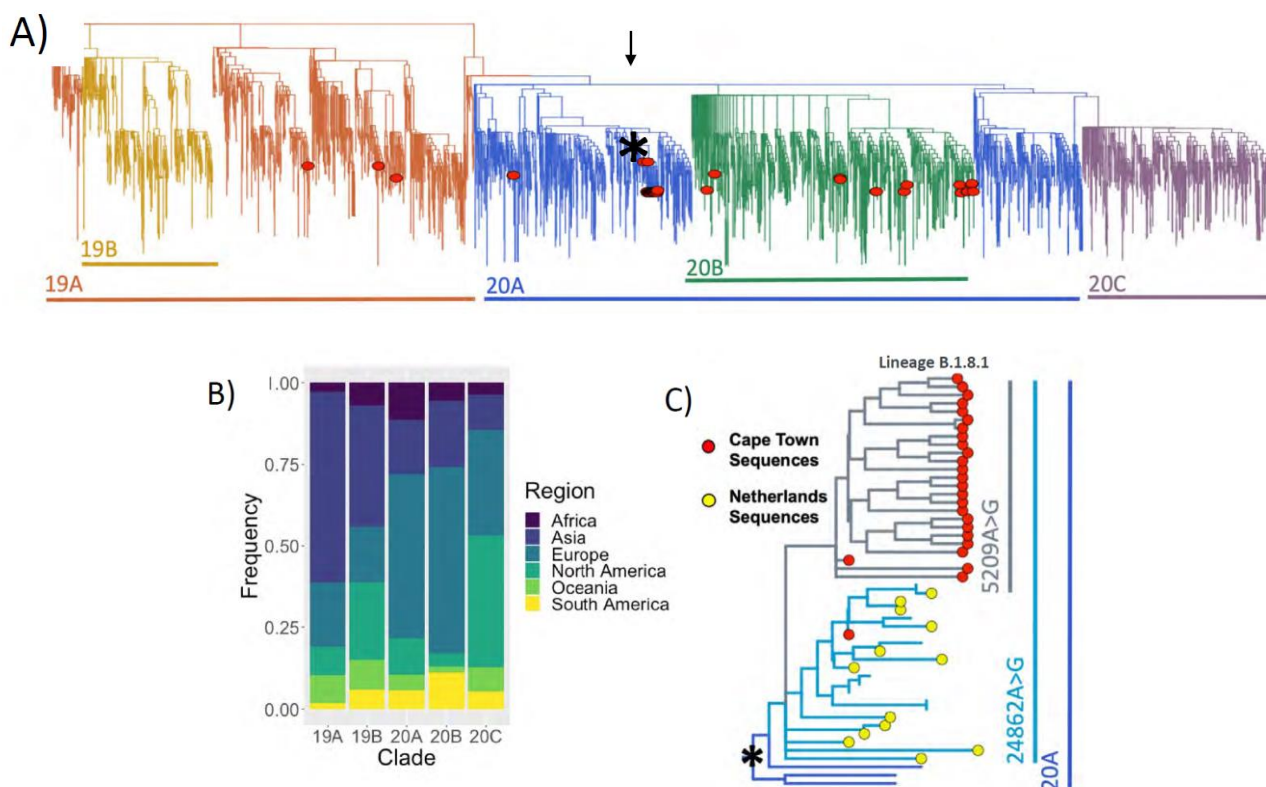 A)
*
19B
19A
20A
20B
20C
B)
1.00
0.75
0.50
0.25
0.00
Frequency
19A 19B 20A 20B 20C
Clade
Region
Africa
Asia
Europe
North America
Oceania
South America
C)
Lineage B.1.8.1
Cape Town
Sequences
Netherlands
Sequences
5209A>G
24862A>G
20A
*